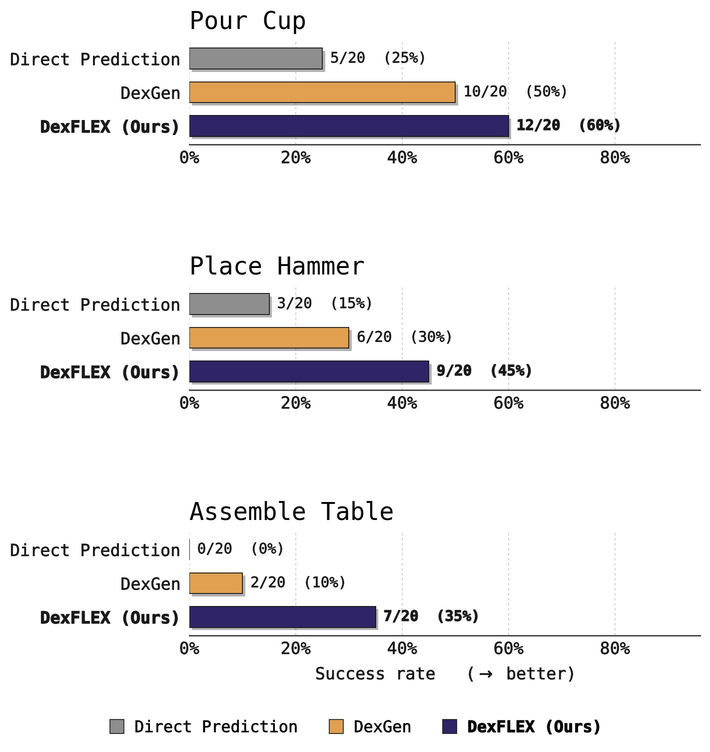 Pour Cup
Direct Prediction 5/20 (25%)
DexGen 10/20 (50%)
DexFLEX (Ours) 12/20 (60%)
0% 20% 40% 60% 80%
Place Hammer
Direct Prediction 3/20 (15%)
DexGen 6/20 (30%)
DexFLEX (Ours) 9/20 (45%)
0% 20% 40% 60% 80%
Assemble Table
Direct Prediction 0/20 (0%)
DexGen 2/20 (10%)
DexFLEX (Ours) 7/20 (35%)
0% 20% 40% 60% 80%
Success rate (→ better)
Direct Prediction DexGen DexFLEX (Ours)